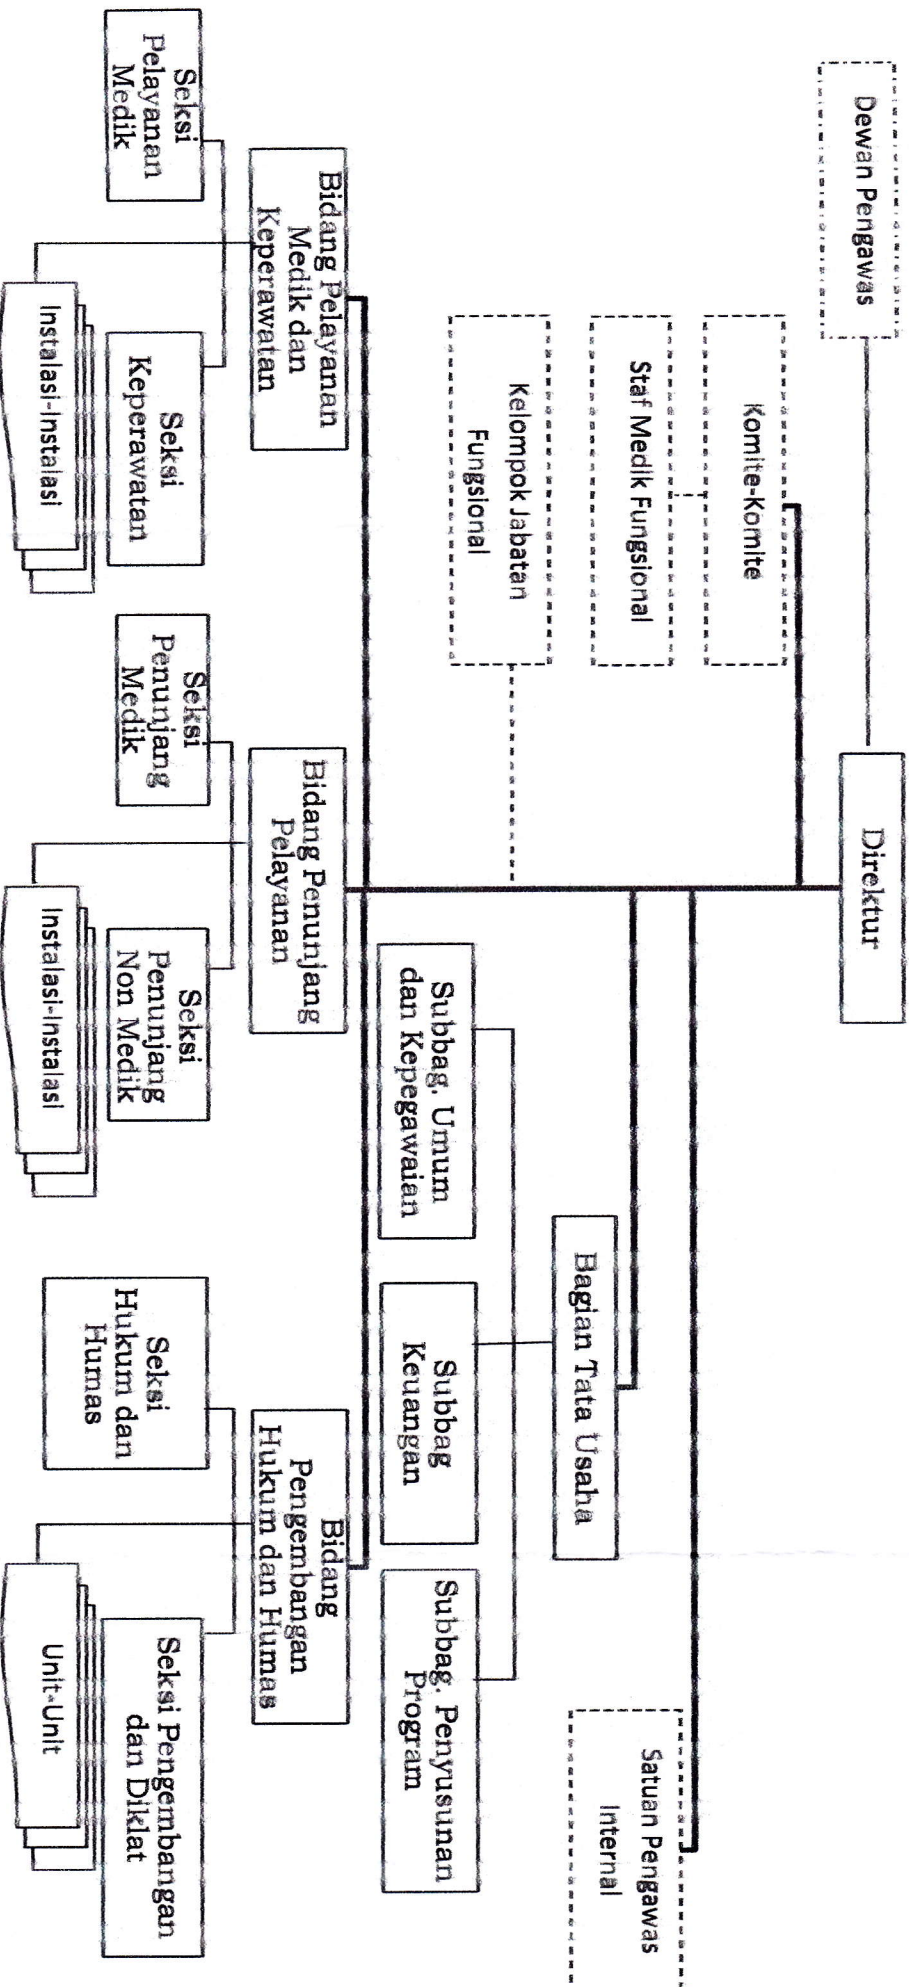 Dewan Pengawas
Direktur
Komite-Komite
Staf Medik Fungsional
Kelompok Jabatan
Fungsional
Satuan Pengawas
Internal
Bagian Tata Usaha
Subbag. Umum
dan Kepegawaian
Subbag
Keuangan
Subbag. Penyusunan
Program
Bidang Pelayanan
Medik dan
Keperawatan
Bidang Penunjang
Pelayanan
Bidang
Pengembangan
Hukum dan Humas
Seksi
Pelayanan
Medik
Seksi
Keperawatan
Instalasi-Instalasi
Seksi
Penunjang
Medik
Seksi
Penunjang
Non Medik
Instalasi-Instalasi
Seksi
Hukum dan
Humas
Seksi Pengembangan
dan Diklat
Unit-Unit